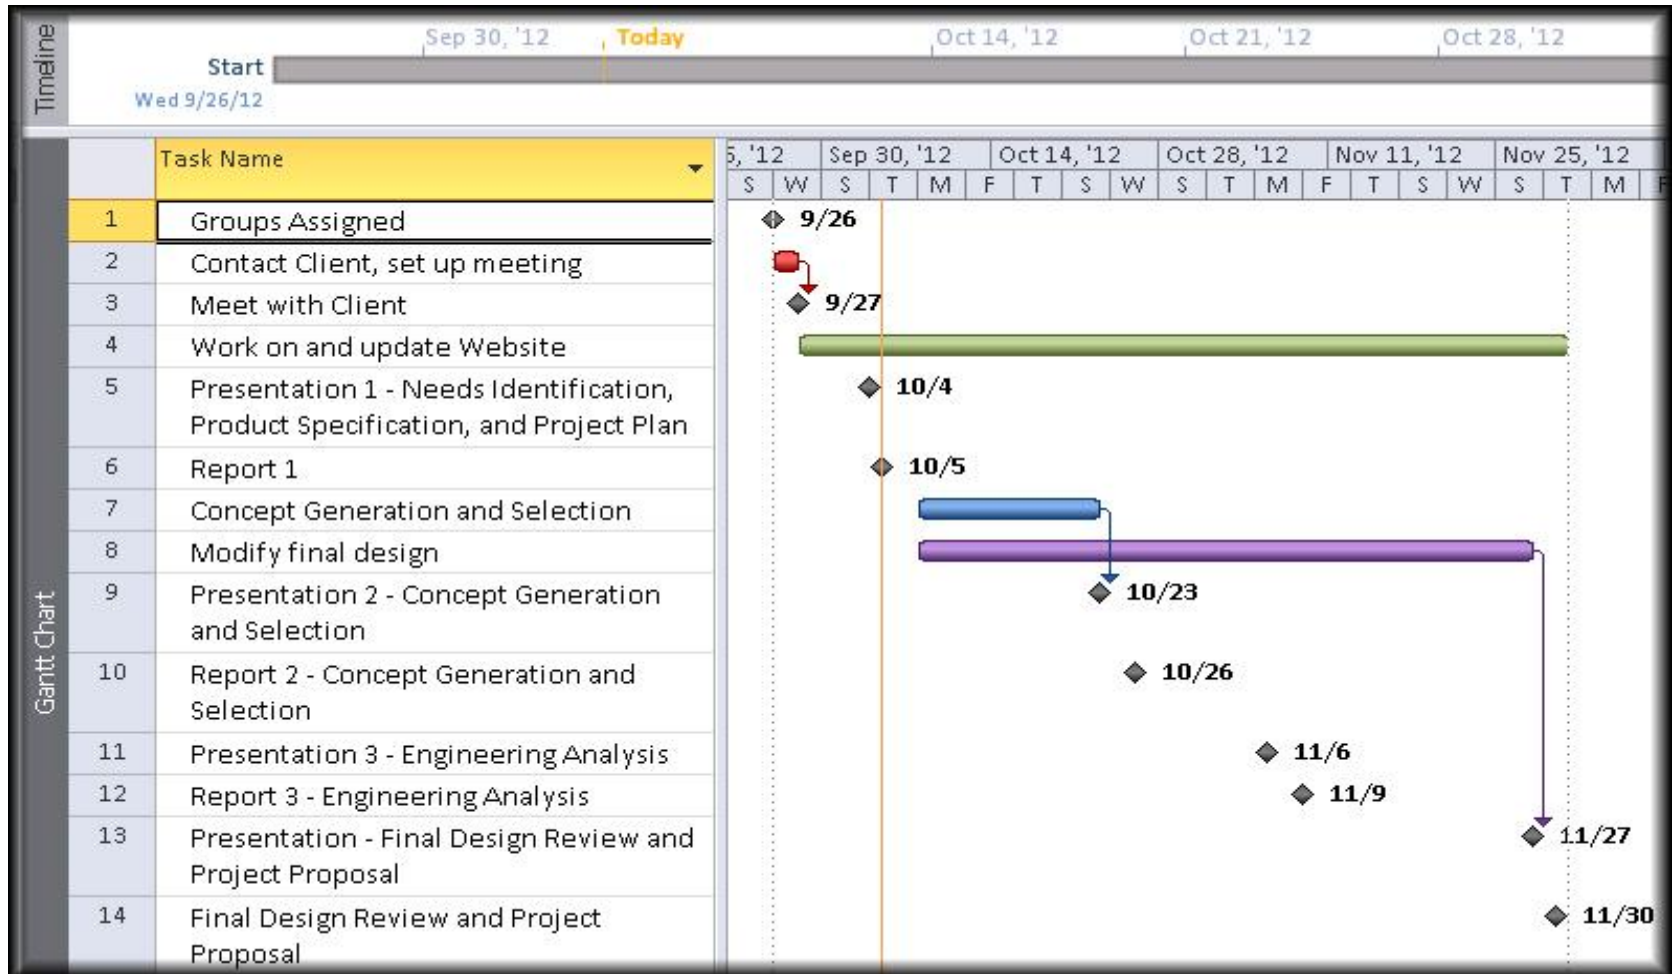 Timeline
Sep 30, '12 Today Oct 14, '12 Oct 21, '12 Oct 28, '12
Start
Wed 9/26/12
Gantt Chart
Task Name
5, '12 Sep 30, '12 Oct 14, '12 Oct 28, '12 Nov 11, '12 Nov 25, '12
S W S T M F T S W S T M F T S W S T M F
1 Groups Assigned 9/26
2 Contact Client, set up meeting
3 Meet with Client 9/27
4 Work on and update Website
5 Presentation 1 - Needs Identification, 10/4
Product Specification, and Project Plan
6 Report 1 10/5
7 Concept Generation and Selection
8 Modify final design
9 Presentation 2 - Concept Generation 10/23
and Selection
10 Report 2 - Concept Generation and 10/26
Selection
11 Presentation 3 - Engineering Analysis 11/6
12 Report 3 - Engineering Analysis 11/9
13 Presentation - Final Design Review and 11/27
Project Proposal
14 Final Design Review and Project 11/30
Proposal